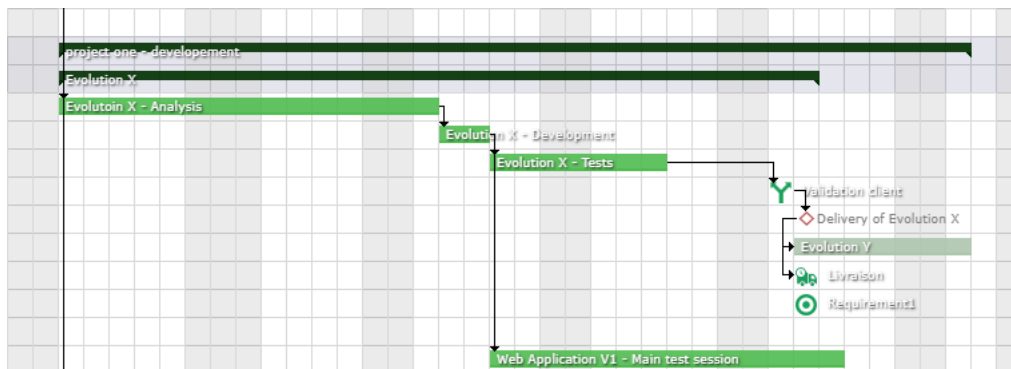 project one - developement
Evolution X
Evolutoin X - Analysis
Evolution X - Development
Evolution X - Tests
Validation client
Delivery of Evolution X
Evolution Y
Livraison
Requirement1
Web Application V1 - Main test session